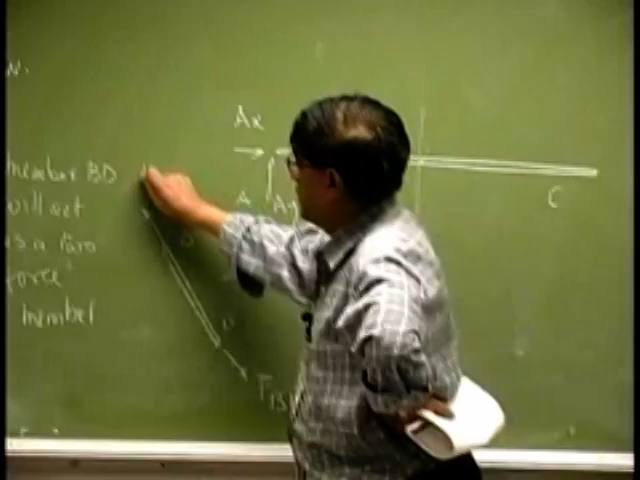 N.
member BD
will act
as a two
force
member
Ax
A
Ay
C
D